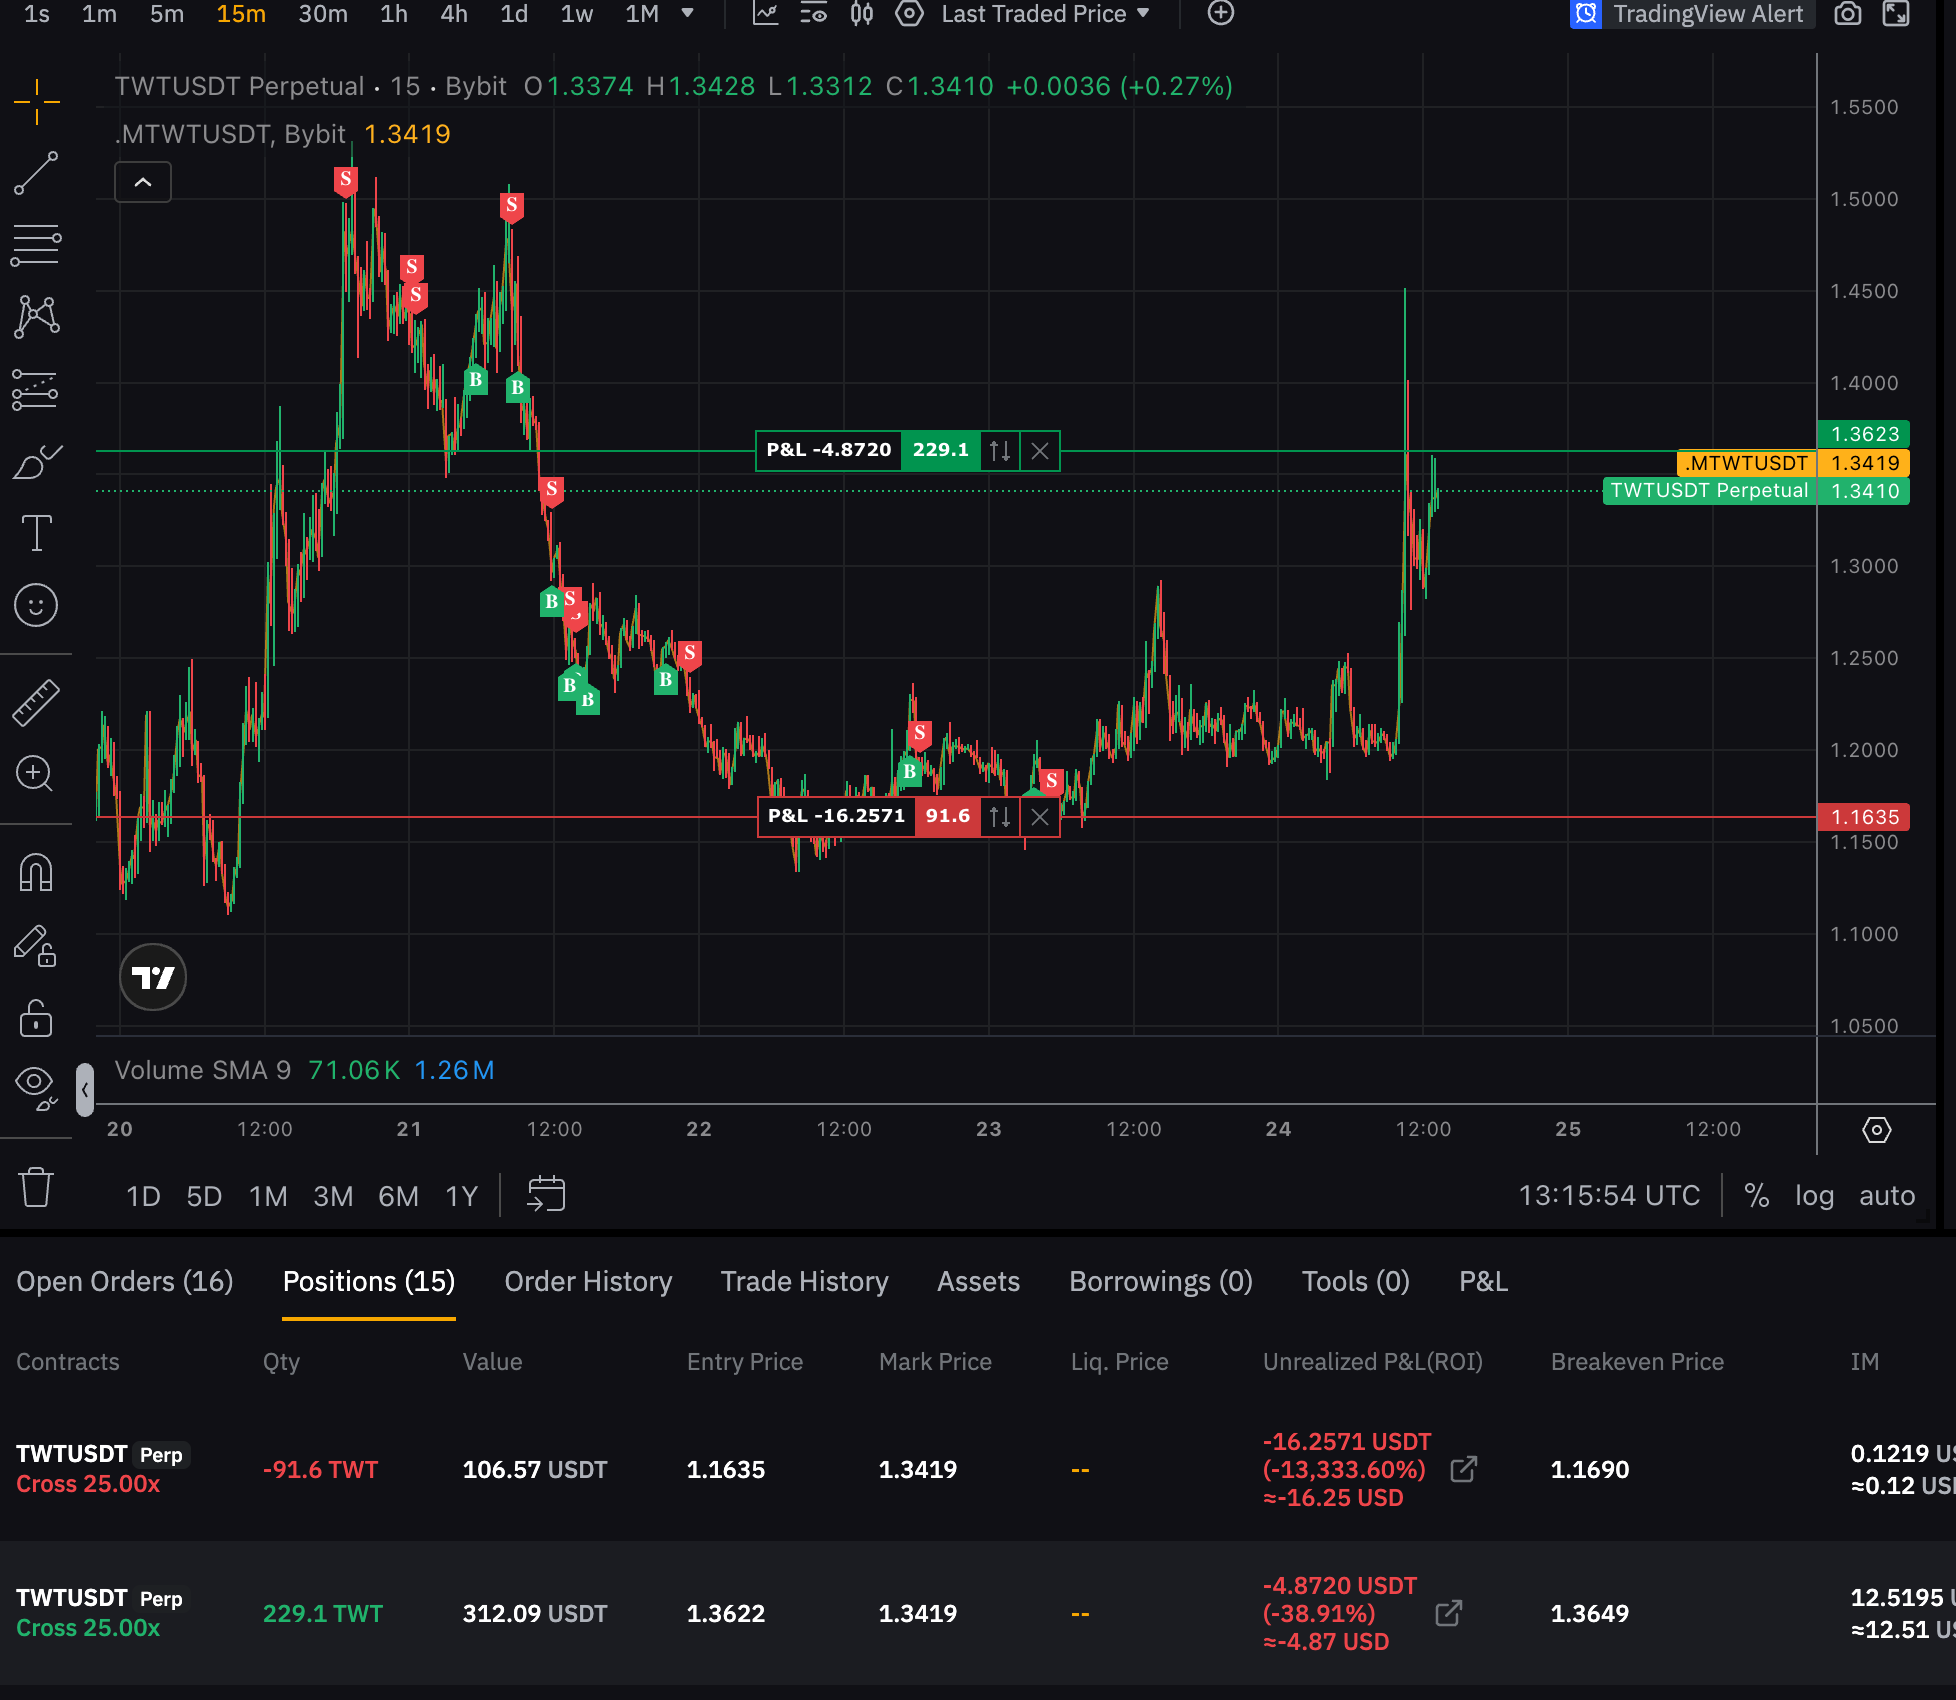 1s 1m 5m 15m 30m 1h 4h 1d 1w 1M Last Traded Price TradingView Alert
TWTUSDT Perpetual · 15 · Bybit O1.3374 H1.3428 L1.3312 C1.3410 +0.0036 (+0.27%)
.MTWTUSDT, Bybit 1.3419
1.5500
1.5000
1.4500
1.4000
1.3623
.MTWTUSDT 1.3419
TWTUSDT Perpetual 1.3410
1.3000
1.2500
1.2000
1.1635
1.1500
1.1000
1.0500
S
S
S
S
B
B
P&L -4.8720 229.1
S
B
S
B
B
B
S
S
B
S
P&L -16.2571 91.6
Volume SMA 9 71.06K 1.26M
20 12:00 21 12:00 22 12:00 23 12:00 24 12:00 25 12:00
1D 5D 1M 3M 6M 1Y 13:15:54 UTC % log auto
Open Orders (16) Positions (15) Order History Trade History Assets Borrowings (0) Tools (0) P&L
Contracts Qty Value Entry Price Mark Price Liq. Price Unrealized P&L(ROI) Breakeven Price IM
TWTUSDT Perp
Cross 25.00x
-91.6 TWT 106.57 USDT 1.1635 1.3419 --
-16.2571 USDT
(-13,333.60%)
≈-16.25 USD
1.1690
0.1219
≈0.12
TWTUSDT Perp
Cross 25.00x
229.1 TWT 312.09 USDT 1.3622 1.3419 --
-4.8720 USDT
(-38.91%)
≈-4.87 USD
1.3649
12.5195
≈12.51